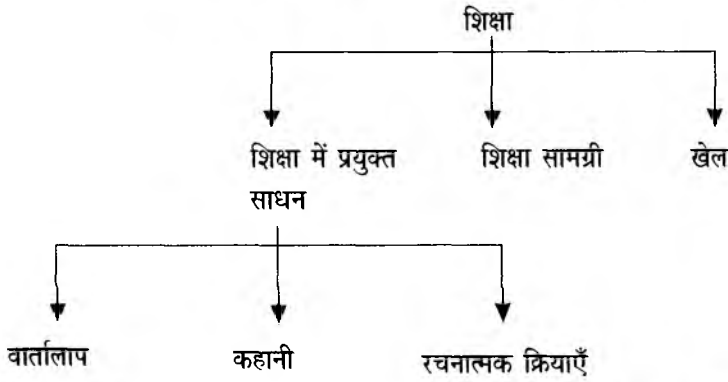 शिक्षा
शिक्षा में प्रयुक्त
साधन
शिक्षा सामग्री
खेल
वार्तालाप
कहानी
रचनात्मक क्रियाएँ